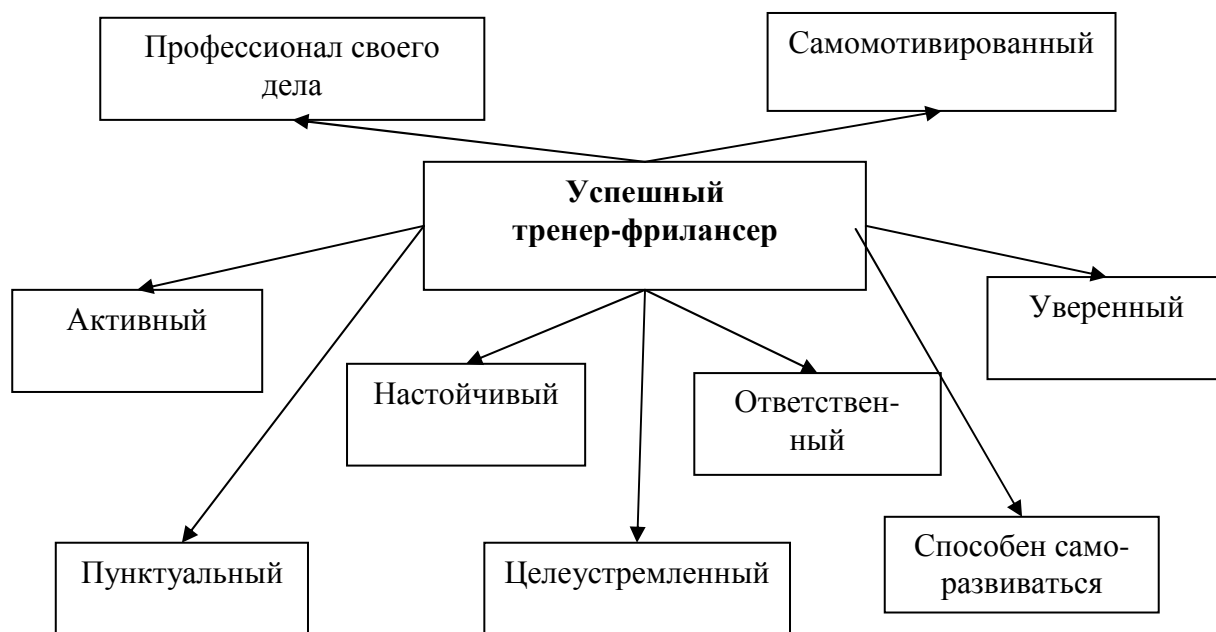 Профессионал своего
дела
Самомотивированный
Успешный
тренер-фрилансер
Активный
Уверенный
Настойчивый
Ответствен-
ный
Пунктуальный
Целеустремленный
Способен само-
развиваться